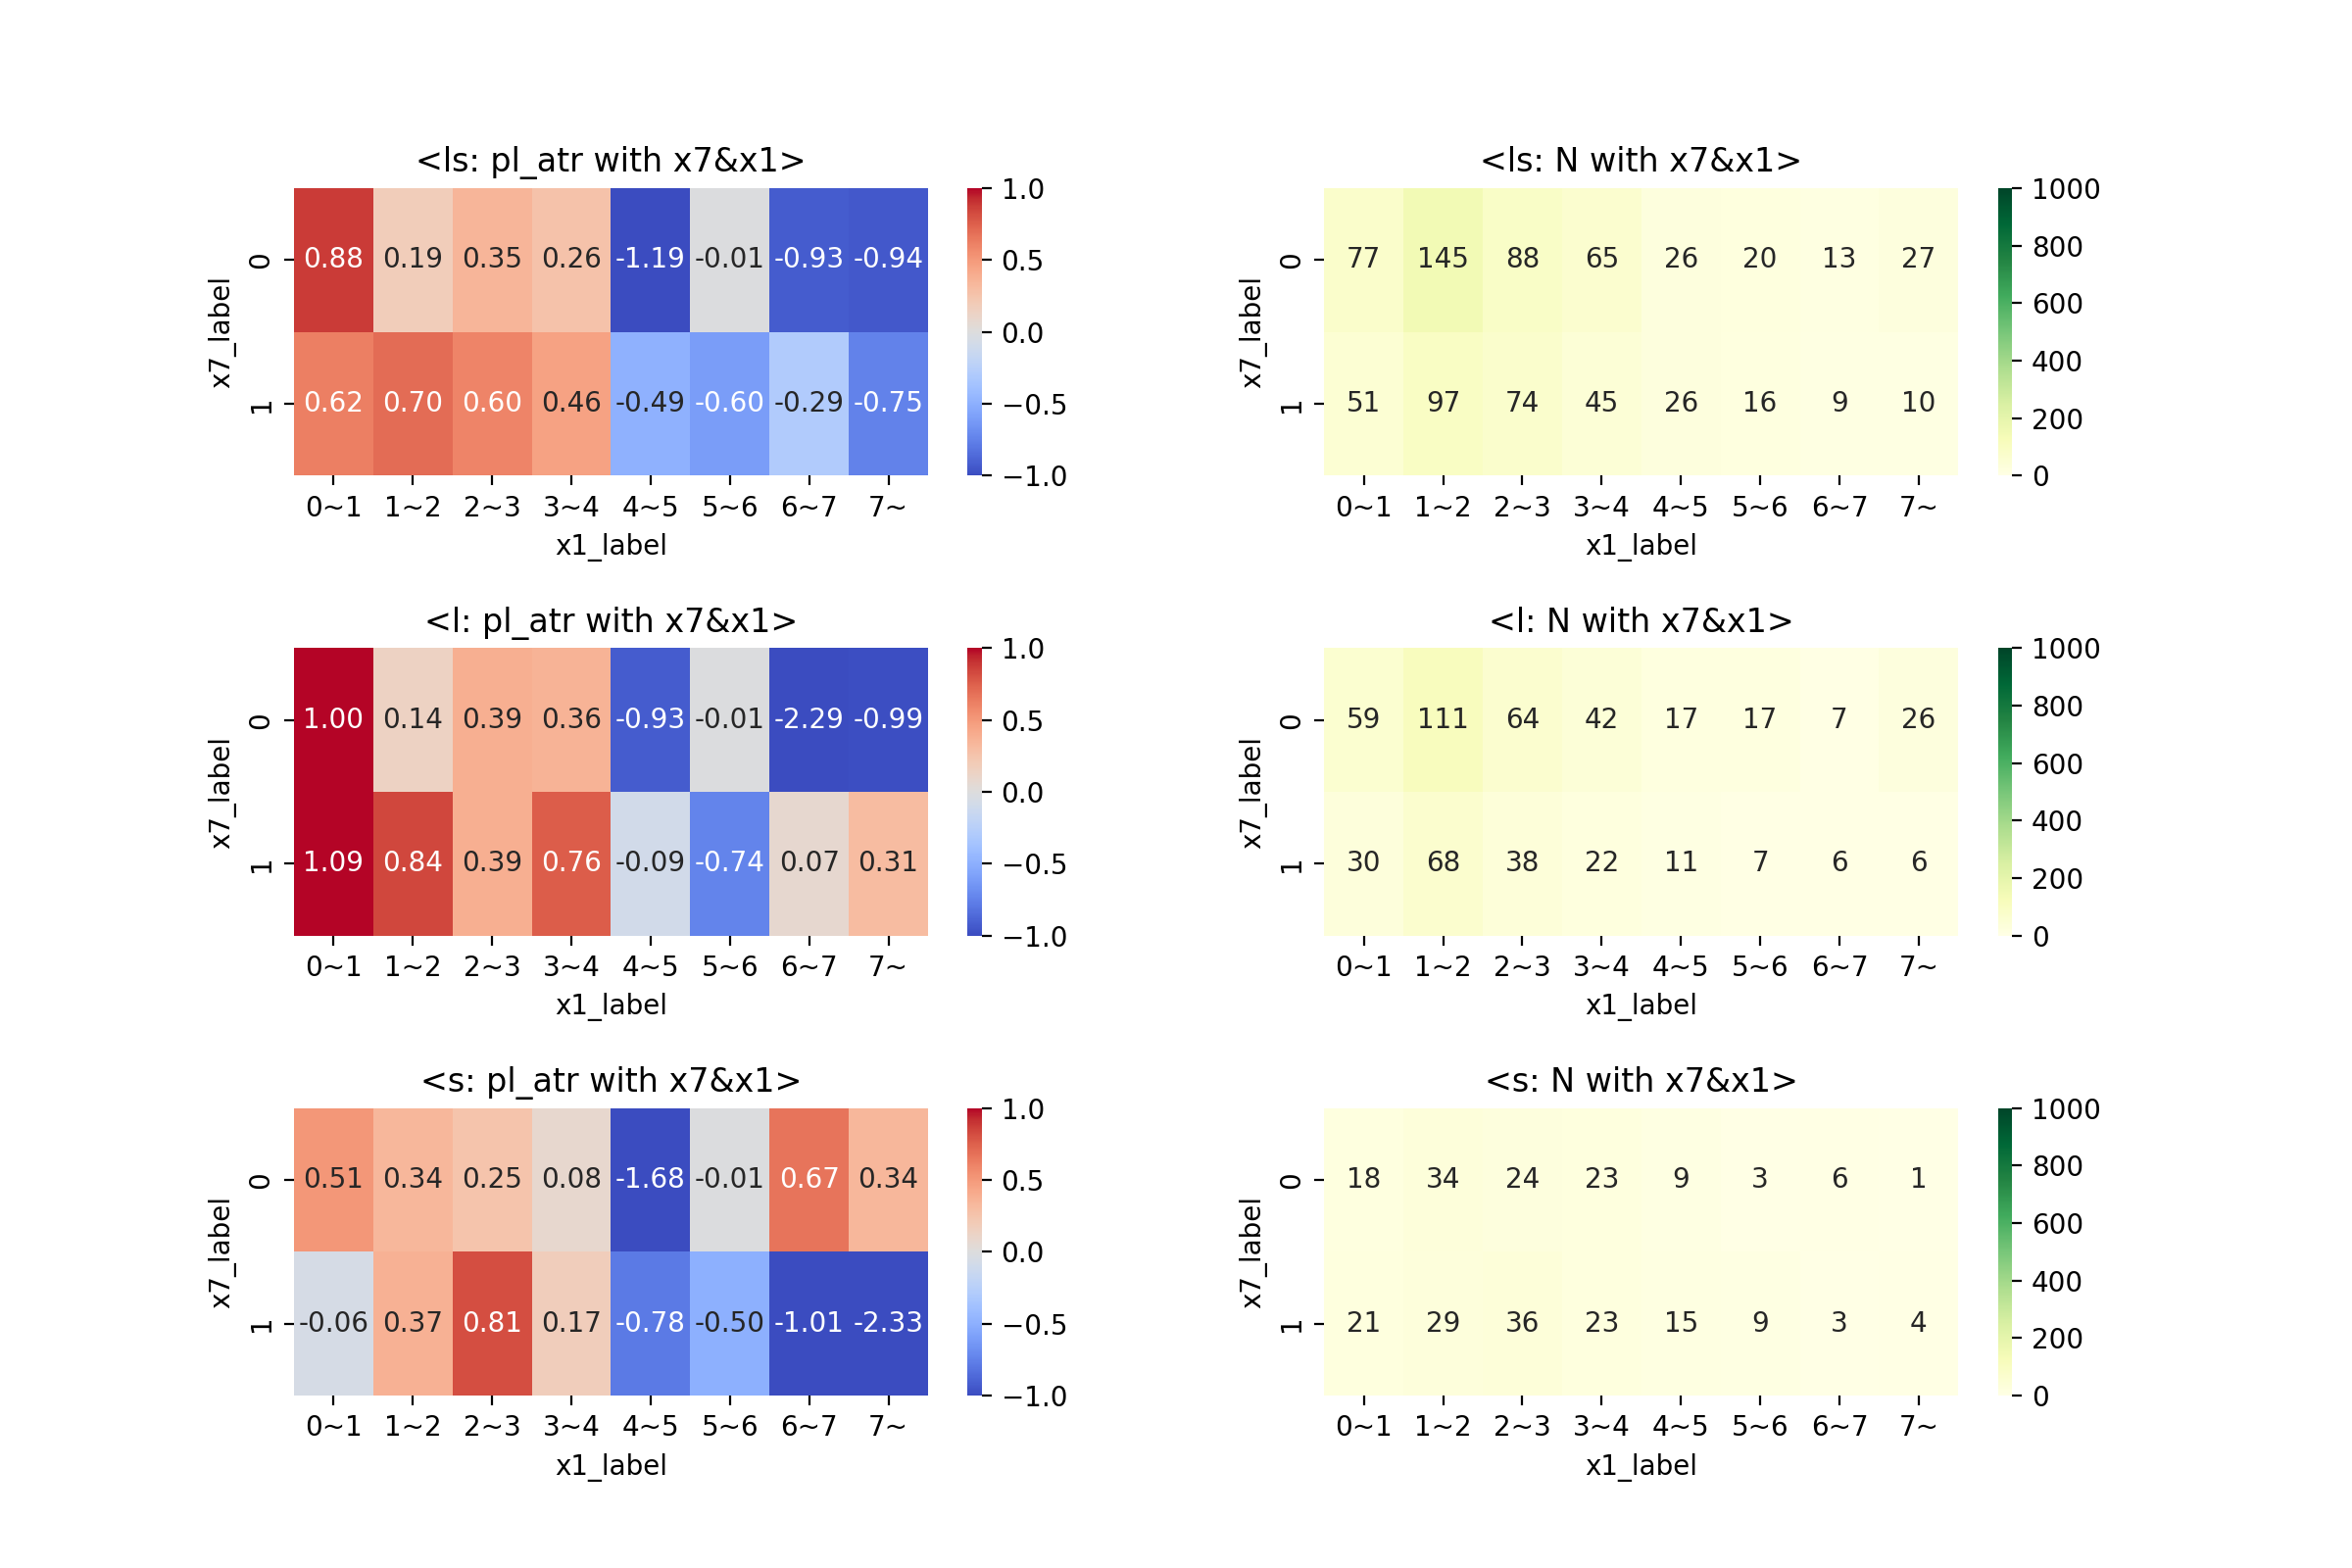 <ls: pl_atr with x7&x1>
0.88 0.19 0.35 0.26 -1.19 -0.01 -0.93 -0.94
0.62 0.70 0.60 0.46 -0.49 -0.60 -0.29 -0.75
0
1
x7_label
0~1 1~2 2~3 3~4 4~5 5~6 6~7 7~
x1_label
1.0
0.5
0.0
−0.5
−1.0
<ls: N with x7&x1>
77 145 88 65 26 20 13 27
51 97 74 45 26 16 9 10
0
1
x7_label
0~1 1~2 2~3 3~4 4~5 5~6 6~7 7~
x1_label
1000
800
600
400
200
0
<l: pl_atr with x7&x1>
1.00 0.14 0.39 0.36 -0.93 -0.01 -2.29 -0.99
1.09 0.84 0.39 0.76 -0.09 -0.74 0.07 0.31
0
1
x7_label
0~1 1~2 2~3 3~4 4~5 5~6 6~7 7~
x1_label
1.0
0.5
0.0
−0.5
−1.0
<l: N with x7&x1>
59 111 64 42 17 17 7 26
30 68 38 22 11 7 6 6
0
1
x7_label
0~1 1~2 2~3 3~4 4~5 5~6 6~7 7~
x1_label
1000
800
600
400
200
0
<s: pl_atr with x7&x1>
0.51 0.34 0.25 0.08 -1.68 -0.01 0.67 0.34
-0.06 0.37 0.81 0.17 -0.78 -0.50 -1.01 -2.33
0
1
x7_label
0~1 1~2 2~3 3~4 4~5 5~6 6~7 7~
x1_label
1.0
0.5
0.0
−0.5
−1.0
<s: N with x7&x1>
18 34 24 23 9 3 6 1
21 29 36 23 15 9 3 4
0
1
x7_label
0~1 1~2 2~3 3~4 4~5 5~6 6~7 7~
x1_label
1000
800
600
400
200
0